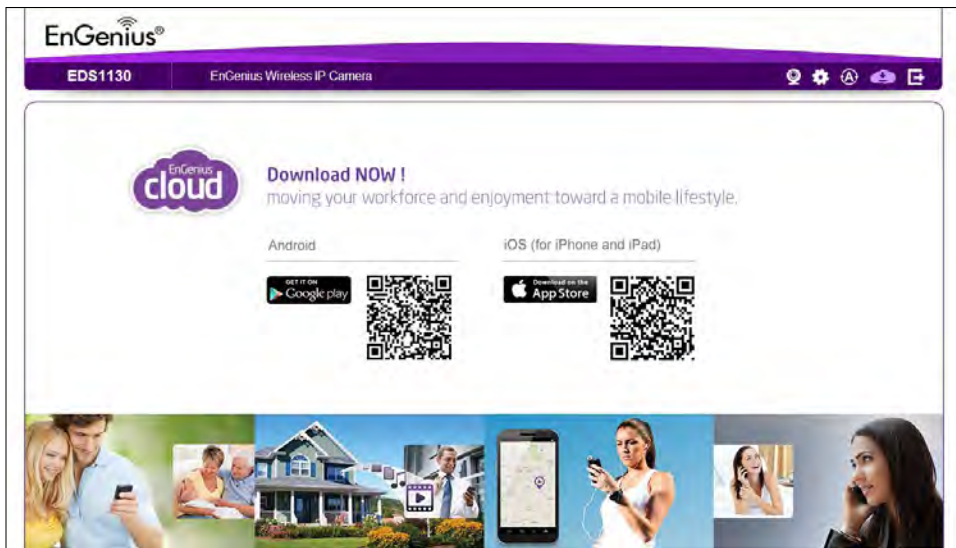 EnGenius®
EDS1130
EnGenius Wireless IP Camera
A
EnGenius
cloud
Download NOW !
moving your workforce and enjoyment toward a mobile lifestyle.
Android
iOS (for iPhone and iPad)
GET IT ON
Google play
Download on the
App Store